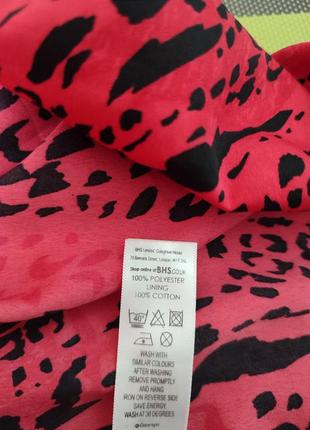 BHS London, Colegrave House
70 Berners Street, London, W1T 3NL
Shop online at BHS.CO.UK
100% POLYESTER
LINING
100% COTTON
40°
WASH WITH
SIMILAR COLOURS
AFTER WASHING
REMOVE PROMPTLY
AND HANG
IRON ON REVERSE SIDE
SAVE ENERGY,
WASH AT 30 DEGREES